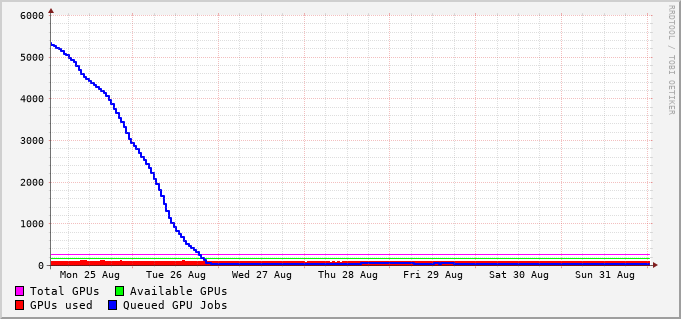 RRDTOOL / TOBI OETIKER
6000
5000
4000
3000
2000
1000
0
Mon 25 Aug Tue 26 Aug Wed 27 Aug Thu 28 Aug Fri 29 Aug Sat 30 Aug Sun 31 Aug
Total GPUs Available GPUs
GPUs used Queued GPU Jobs